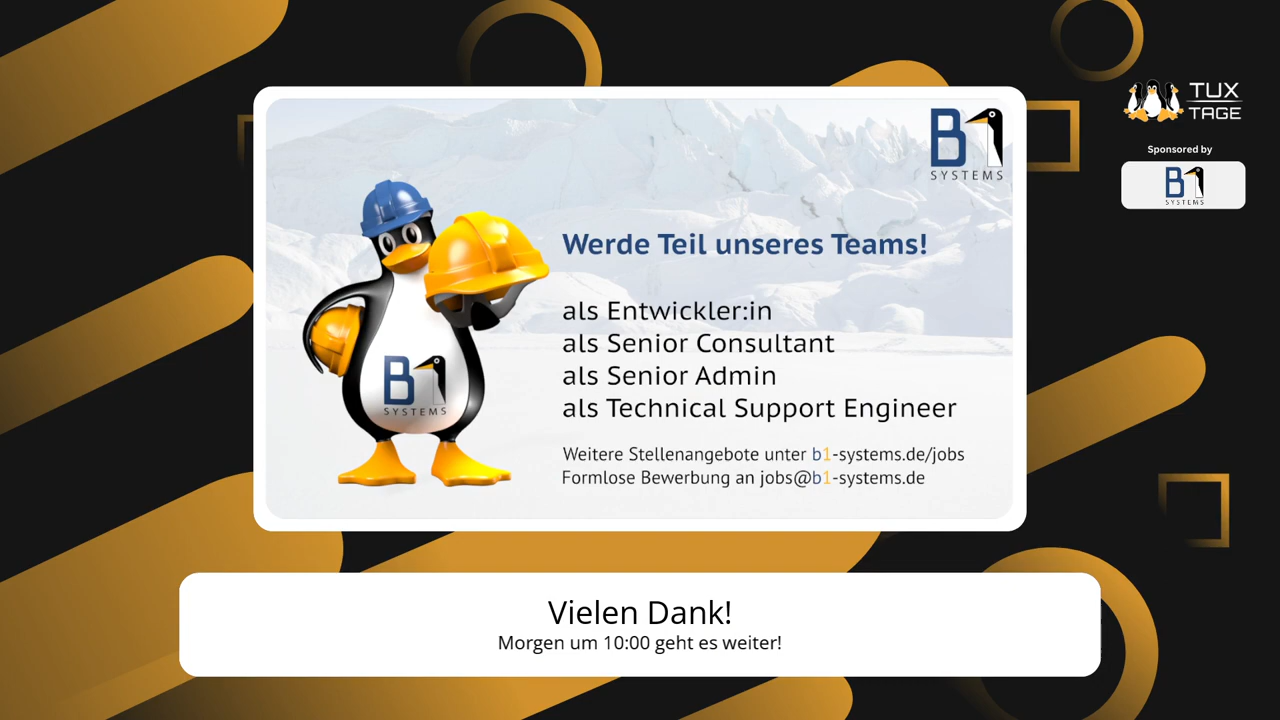 TUX
TAGE
Sponsored by
B1
SYSTEMS
B1
SYSTEMS
Werde Teil unseres Teams!
als Entwickler:in
als Senior Consultant
als Senior Admin
als Technical Support Engineer
Weitere Stellenangebote unter b1-systems.de/jobs
Formlose Bewerbung an jobs@b1-systems.de
B1
SYSTEMS
Vielen Dank!
Morgen um 10:00 geht es weiter!